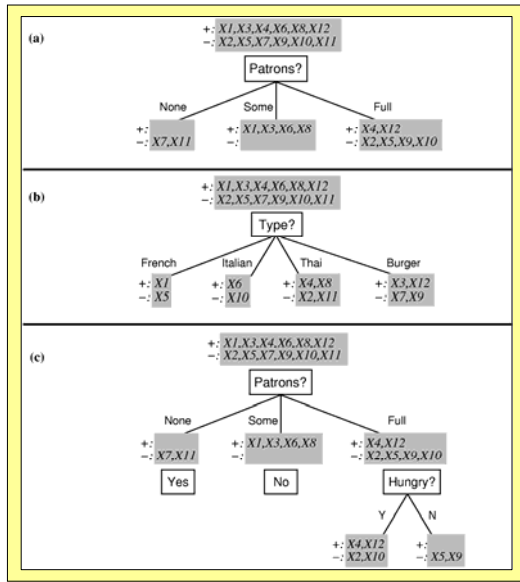 (a)
+: X1,X3,X4,X6,X8,X12
−: X2,X5,X7,X9,X10,X11
Patrons?
None Some Full
+: +: X1,X3,X6,X8 +: X4,X12
−: X7,X11 −: −: X2,X5,X9,X10
(b)
+: X1,X3,X4,X6,X8,X12
−: X2,X5,X7,X9,X10,X11
Type?
French Italian Thai Burger
+: X1 +: X6 +: X4,X8 +: X3,X12
−: X5 −: X10 −: X2,X11 −: X7,X9
(c)
+: X1,X3,X4,X6,X8,X12
−: X2,X5,X7,X9,X10,X11
Patrons?
None Some Full
+: +: X1,X3,X6,X8 +: X4,X12
−: X7,X11 −: −: X2,X5,X9,X10
Yes No Hungry?
Y N
+: X4,X12 +:
−: X2,X10 −: X5,X9